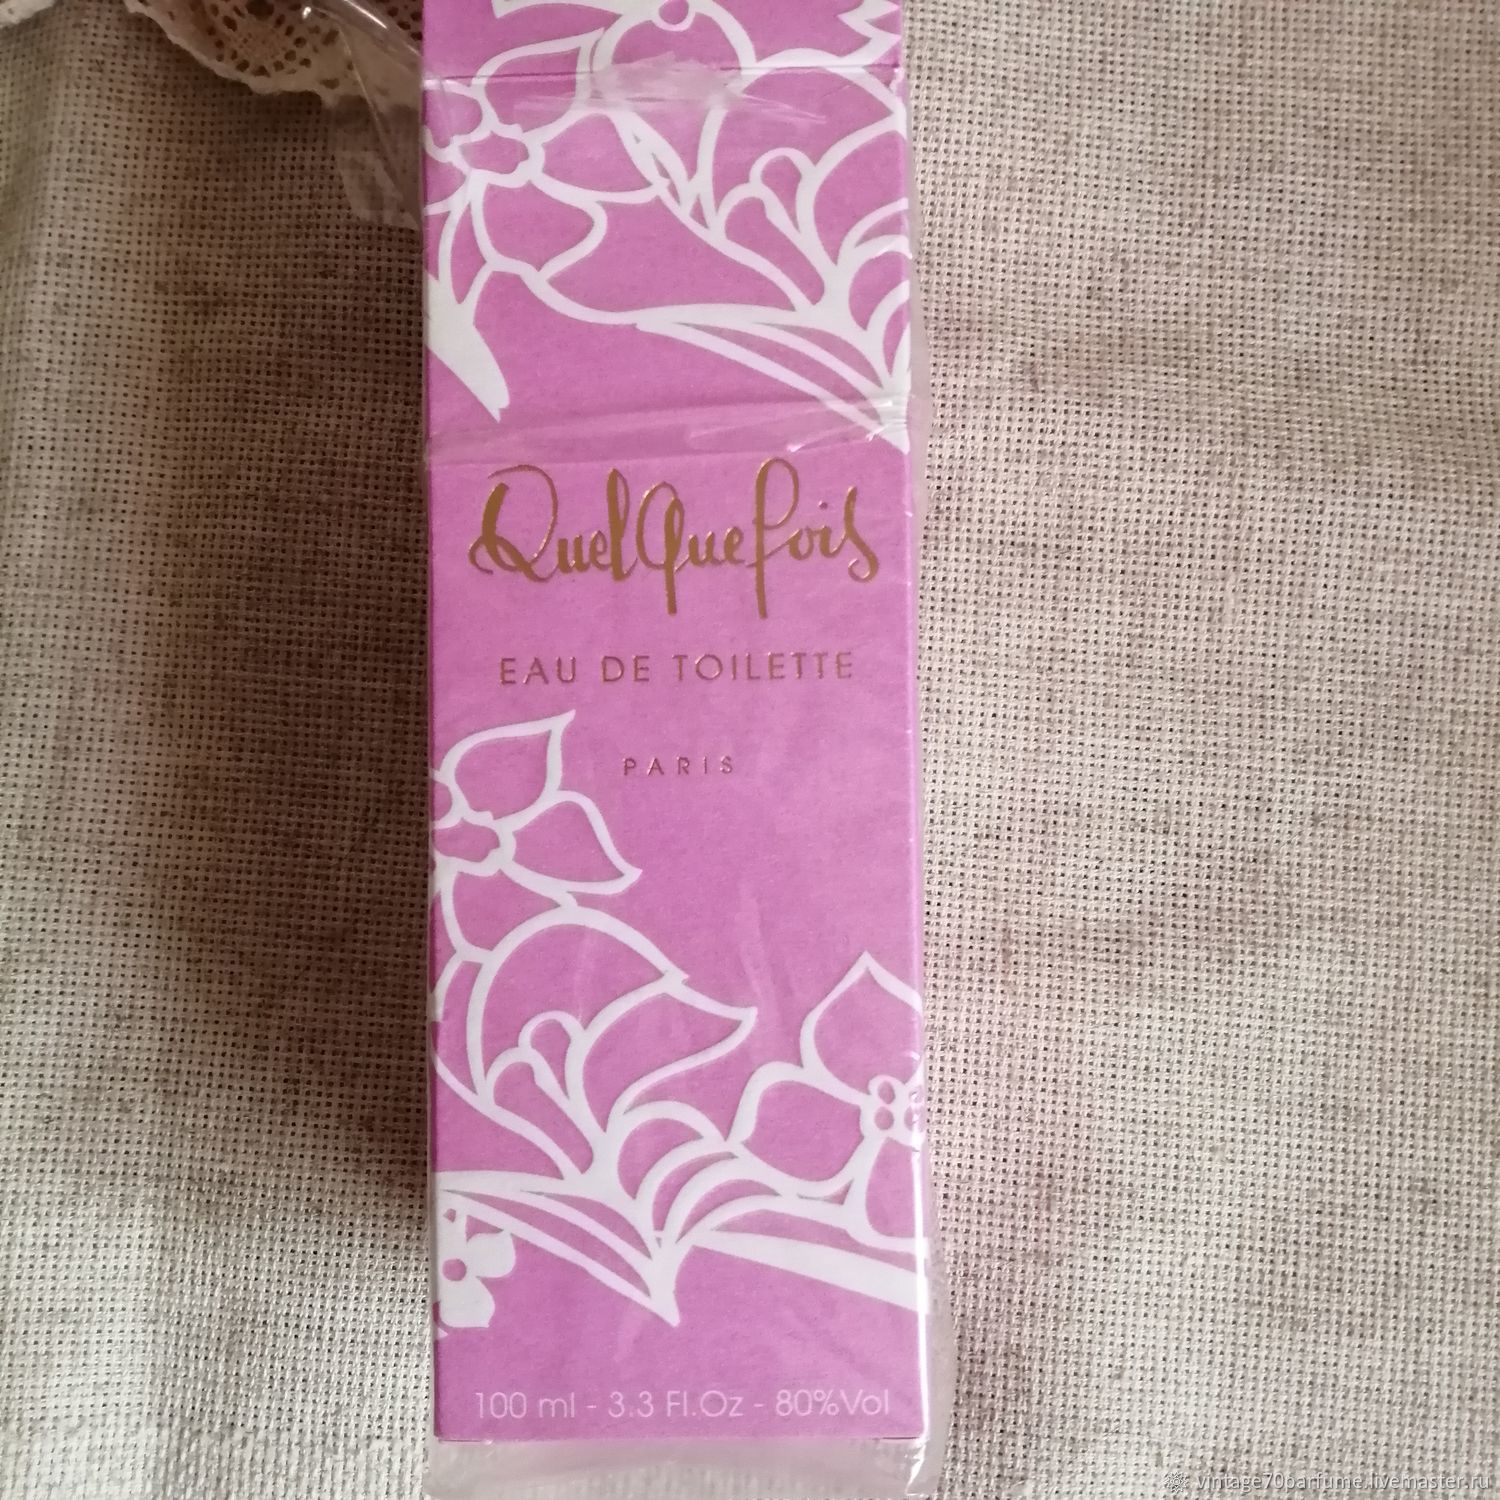 QuelQuefois
EAU DE TOILETTE
PARIS
100 ml - 3.3 Fl.Oz - 80%Vol
vintage70parfume.livemaster.ru